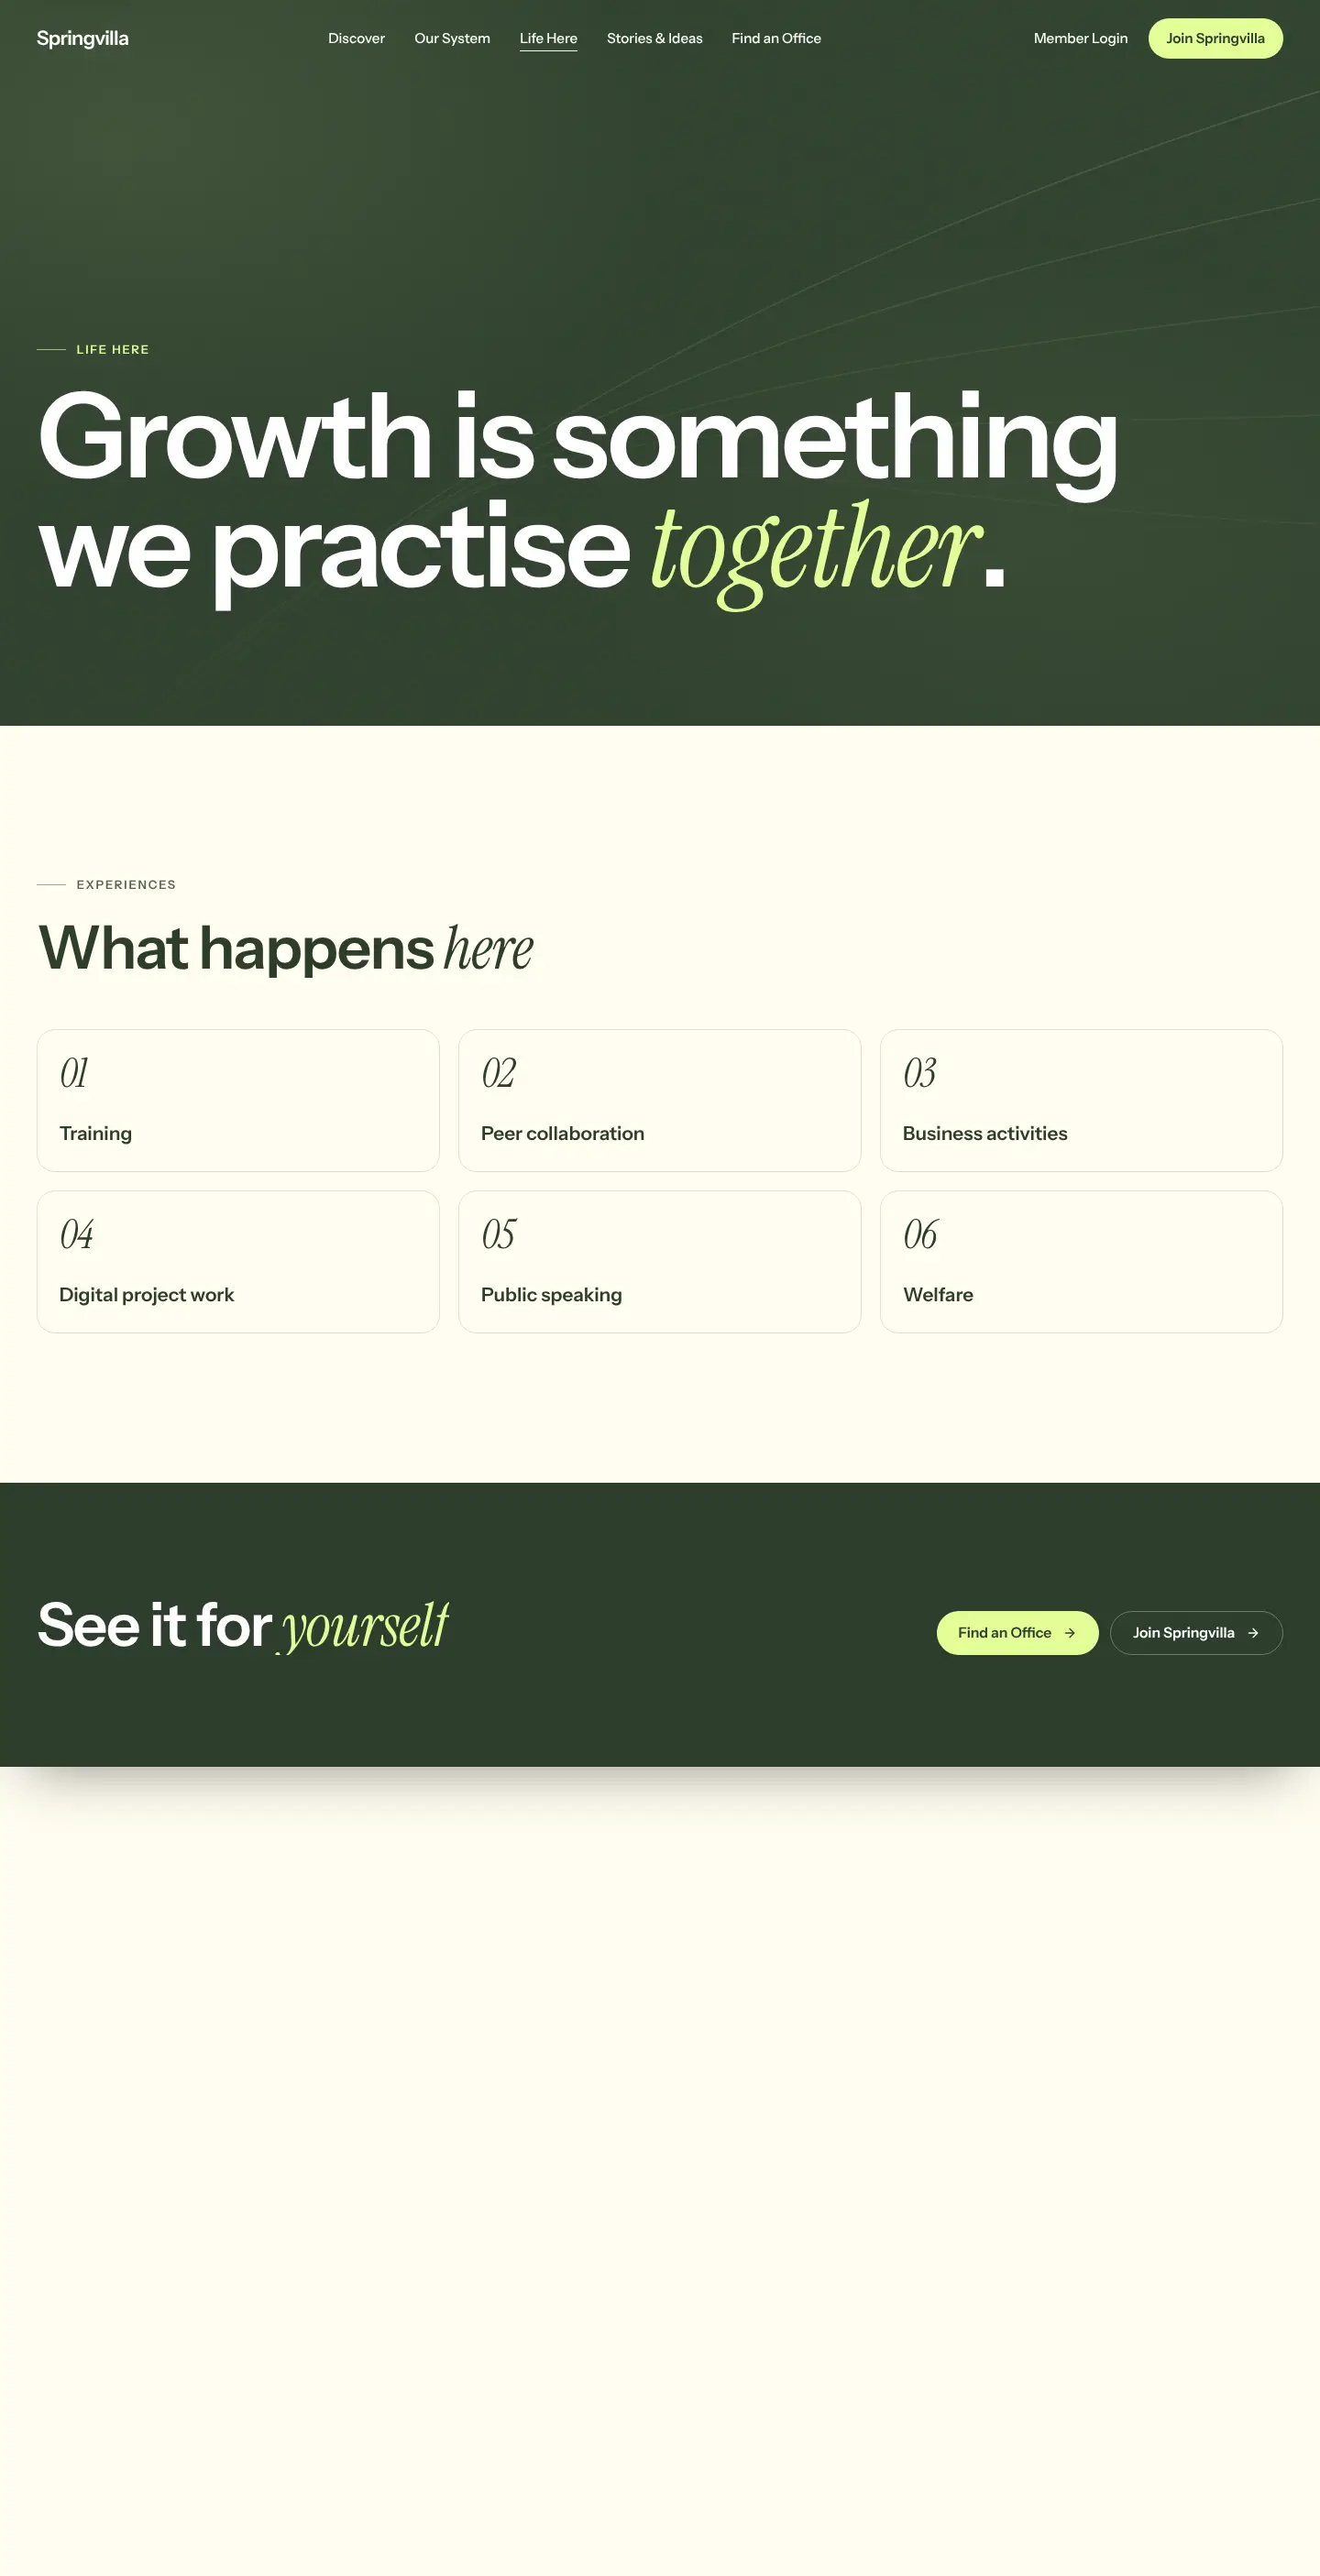 Springvilla
Discover
Our System
Life Here
Stories & Ideas
Find an Office
Member Login
Join Springvilla
LIFE HERE
Growth is something
we practise together.
EXPERIENCES
What happens here
01
Training
02
Peer collaboration
03
Business activities
04
Digital project work
05
Public speaking
06
Welfare
See it for yourself
Find an Office →
Join Springvilla →